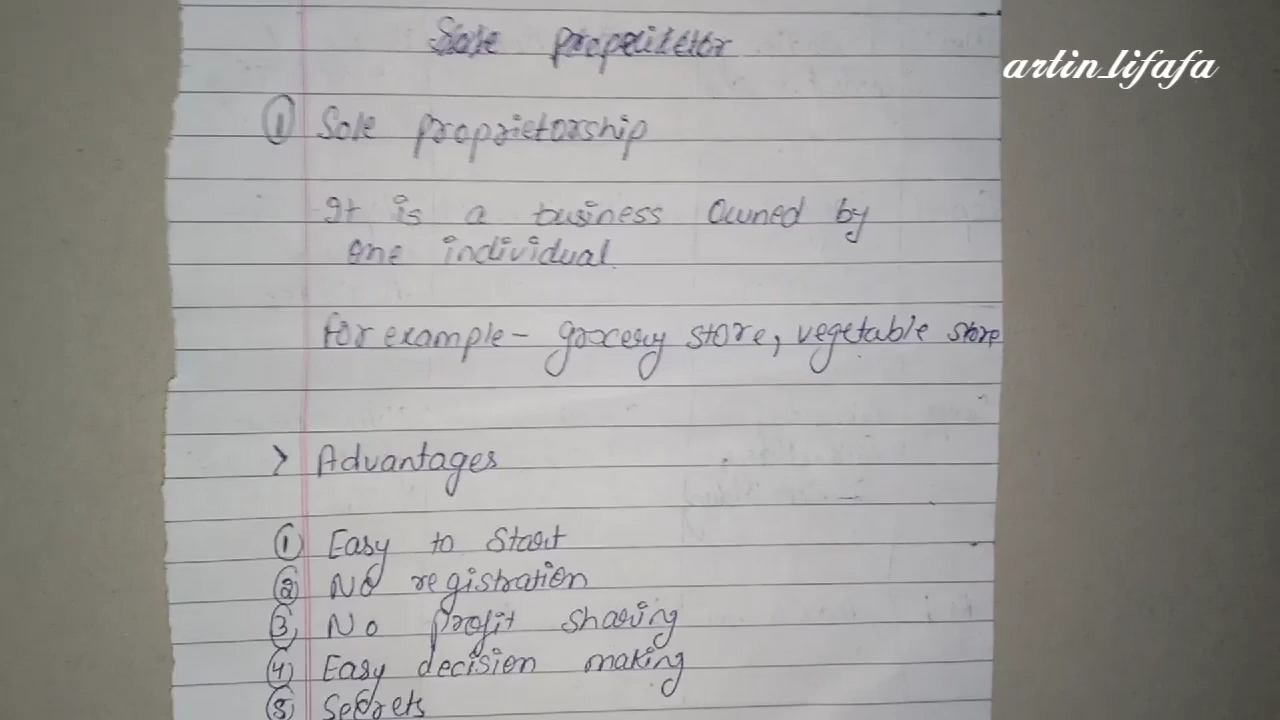 Sole
artin_lifafa
① Sole proprietorship
It is a business Owned by
one individual
For example - grocery store, vegetable store
> Advantages
① Easy to Start
② No registration
③ No profit sharing
④ Easy decision making
⑤ Secrets